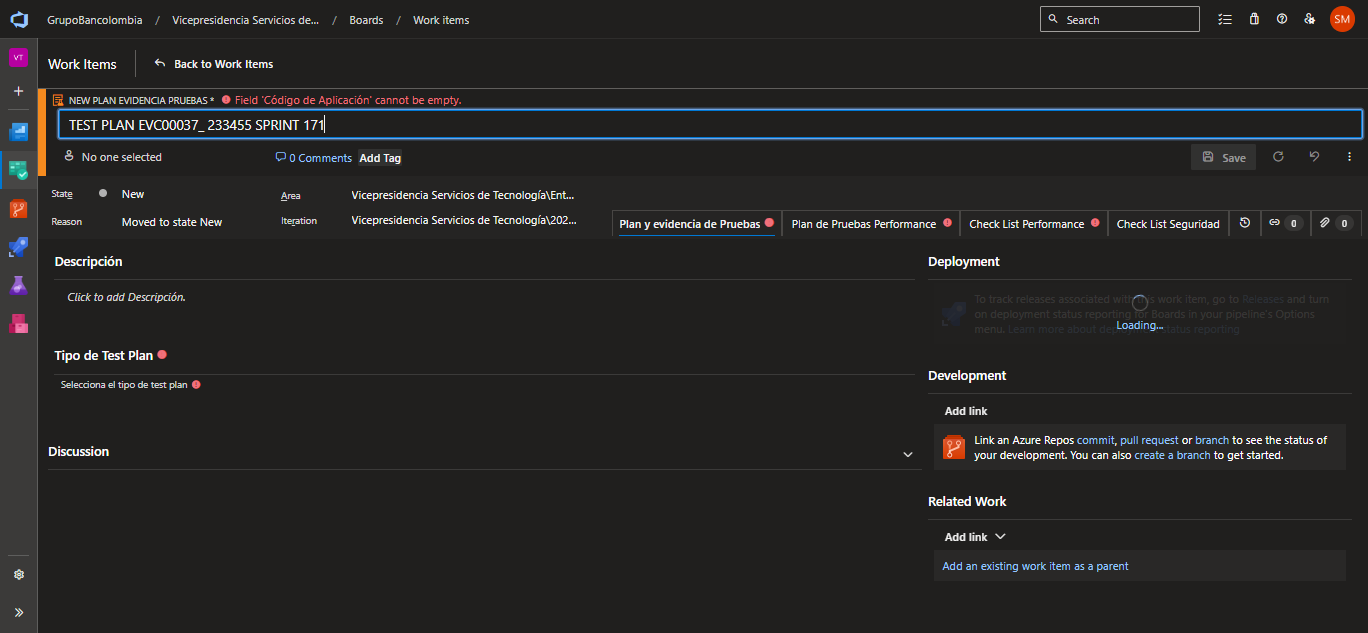 GrupoBancolombia / Vicepresidencia Servicios de... / Boards / Work items
Search
SM
VT
Work Items
Back to Work Items
NEW PLAN EVIDENCIA PRUEBAS * Field 'Código de Aplicación' cannot be empty.
TEST PLAN EVC00037_ 233455 SPRINT 171
No one selected
0 Comments
Add Tag
Save
State
New
Area
Vicepresidencia Servicios de Tecnología\Ent...
Reason
Moved to state New
Iteration
Vicepresidencia Servicios de Tecnología\202...
Plan y evidencia de Pruebas
Plan de Pruebas Performance
Check List Performance
Check List Seguridad
0
0
Descripción
Click to add Descripción.
Tipo de Test Plan
Selecciona el tipo de test plan
Discussion
Deployment
To track releases associated with this work item, go to Releases and turn
on deployment status reporting for Boards in your pipeline's Options
menu. Learn more about deployment status reporting
Loading...
Development
Add link
Link an Azure Repos commit, pull request or branch to see the status of
your development. You can also create a branch to get started.
Related Work
Add link
Add an existing work item as a parent